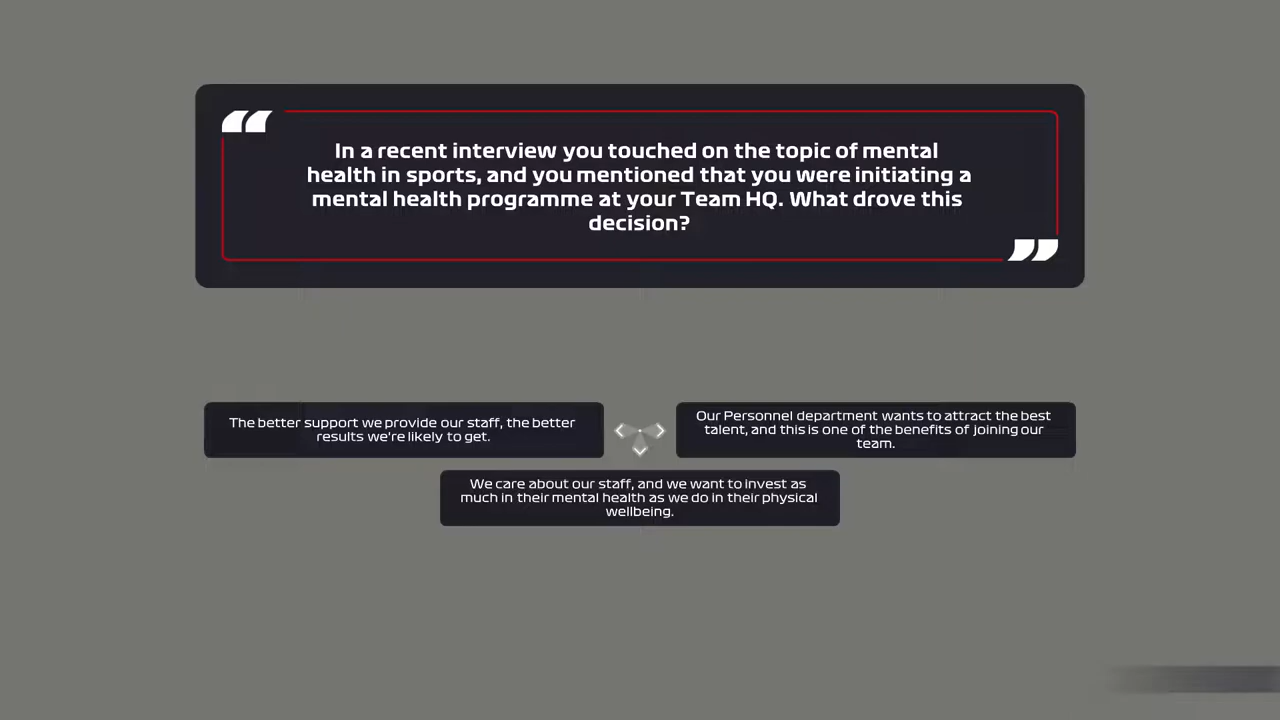 In a recent interview you touched on the topic of mental
health in sports, and you mentioned that you were initiating a
mental health programme at your Team HQ. What drove this
decision?
The better support we provide our staff, the better
results we're likely to get.
Our Personnel department wants to attract the best
talent, and this is one of the benefits of joining our
team.
We care about our staff, and we want to invest as
much in their mental health as we do in their physical
wellbeing.